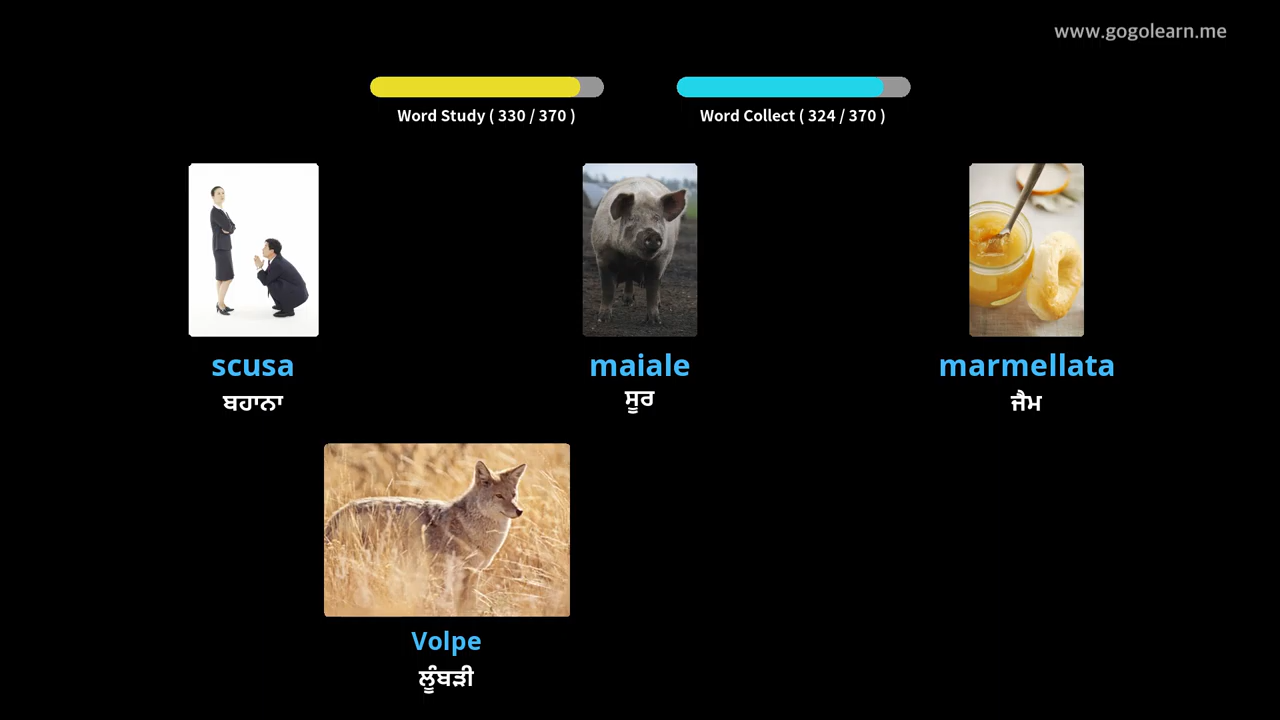 www.gogolearn.me
Word Study ( 330 / 370 )
Word Collect ( 324 / 370 )
scusa
ਬਹਾਨਾ
maiale
ਸੂਰ
marmellata
ਜੈਮ
Volpe
ਲੂੰਬੜੀ